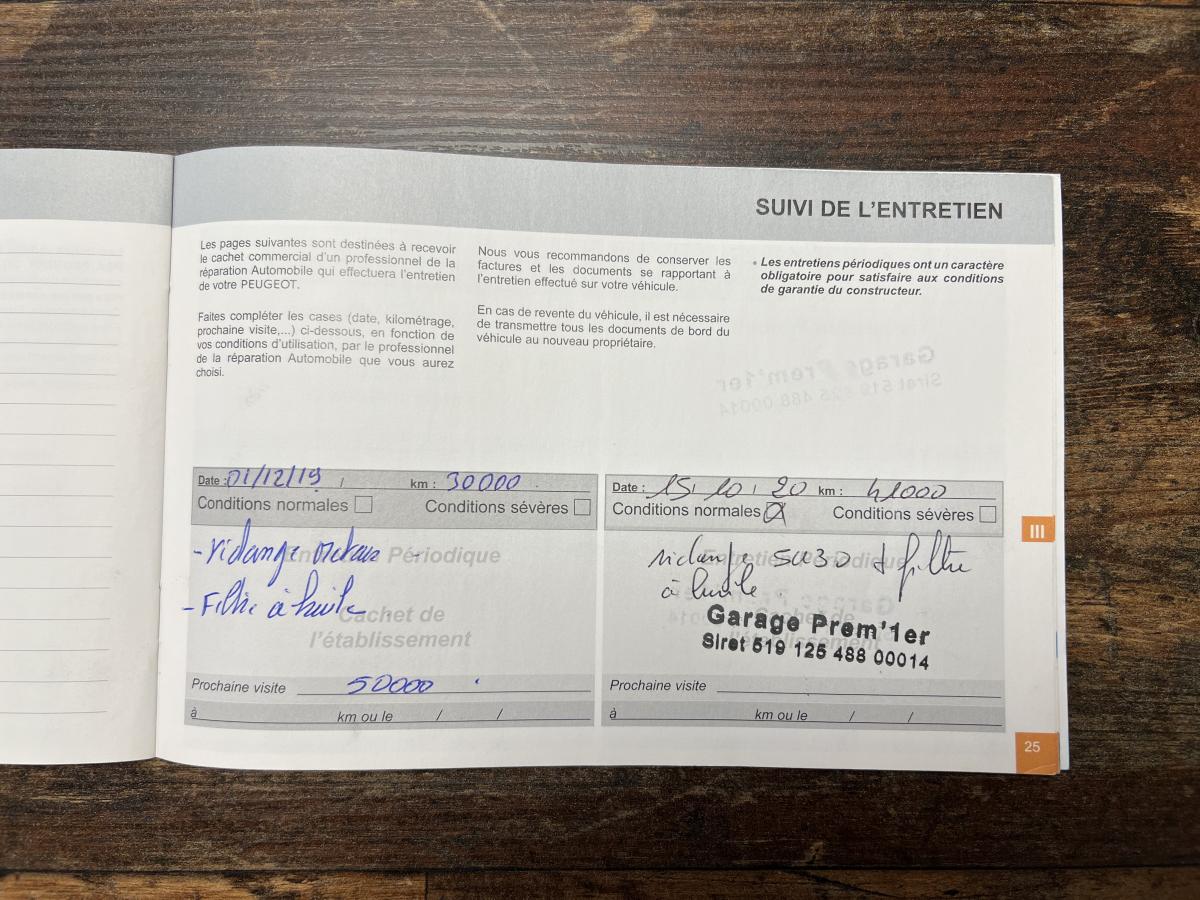 SUIVI DE L'ENTRETIEN
Les pages suivantes sont destinées à recevoir
le cachet commercial d'un professionnel de la
réparation Automobile qui effectuera l'entretien
de votre PEUGEOT.
Faites compléter les cases (date, kilométrage,
prochaine visite,...) ci-dessous, en fonction de
vos conditions d'utilisation, par le professionnel
de la réparation Automobile que vous aurez
choisi.
Nous vous recommandons de conserver les
factures et les documents se rapportant à
l'entretien effectué sur votre véhicule.
En cas de revente du véhicule, il est nécessaire
de transmettre tous les documents de bord du
véhicule au nouveau propriétaire.
• Les entretiens périodiques ont un caractère
obligatoire pour satisfaire aux conditions
de garantie du constructeur.
Date : 01/12/19 / km : 30000
Conditions normales Conditions sévères
- Vidange moteur -
Entretien Périodique
- Filtre à huile
Cachet de
l'établissement
Prochaine visite 50000
à km ou le / /
Date : 15, 10, 20 km : 41000
Conditions normales Conditions sévères
vidange 5W30 + filtre
Entretien Périodique
à huile
Garage Prem'1er
Siret 519 125 488 00014
Cachet de
l'établissement
Prochaine visite
à km ou le / /
III
25